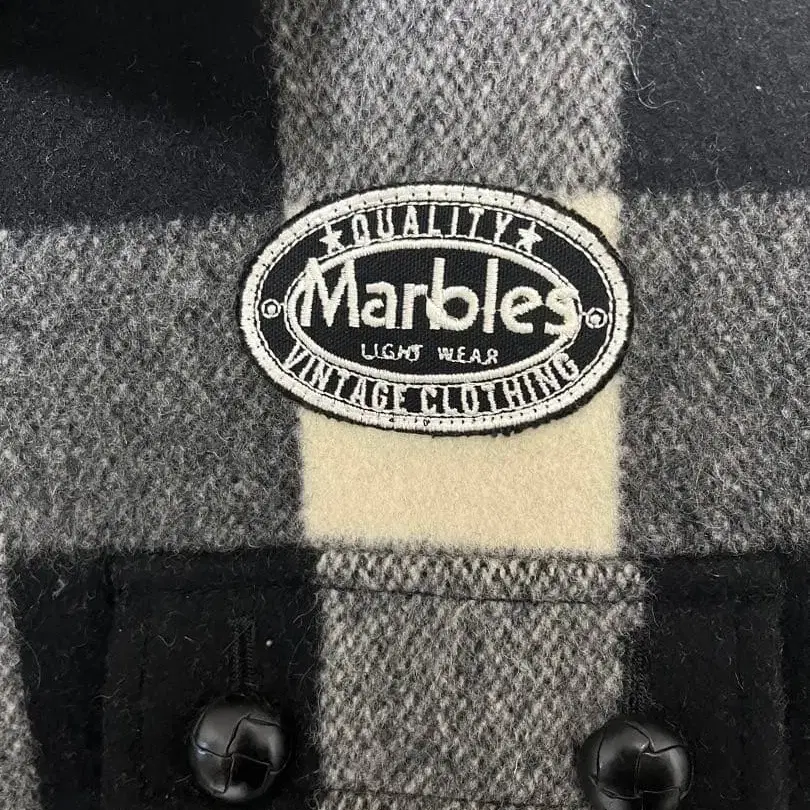 ★QUALITY★
Marbles
LIGHT WEAR
VINTAGE CLOTHING